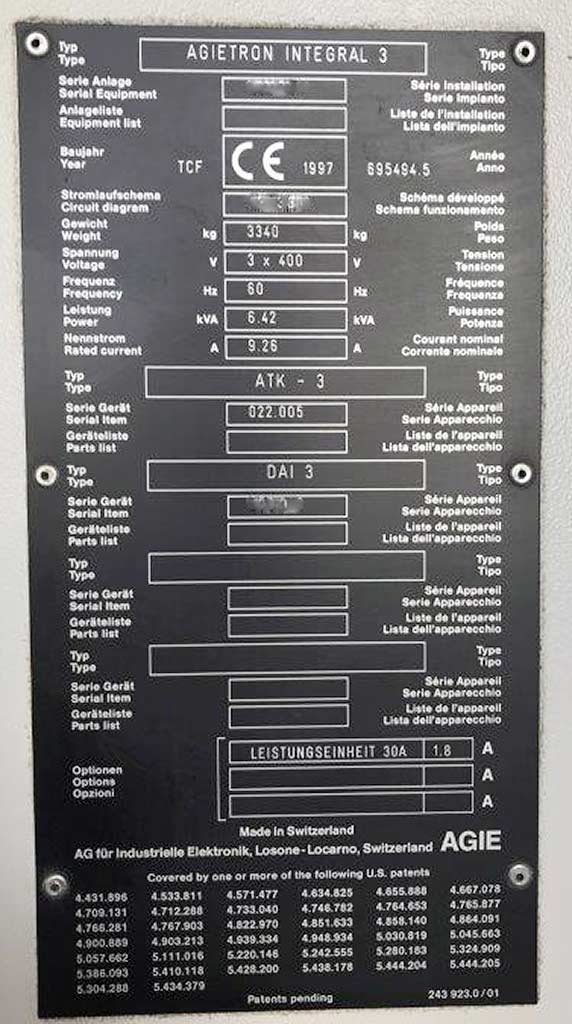 Typ AGIETRON INTEGRAL 3 Type
Type Tipo
Serie Anlage Série Installation
Serial Equipment Serie Impianto
Anlageliste Liste de l'installation
Equipment list Lista dell'impianto
Baujahr Année
Year TCF CE 1997 695494.5 Anno
Stromlaufschema Schéma développé
Circuit diagram Schema funzionamento
Gewicht Poids
Weight kg 3340 kg Peso
Spannung Tension
Voltage V 3 x 400 V Tensione
Frequenz Fréquence
Frequency Hz 60 Hz Frequenza
Leistung Puissance
Power kVA 6.42 kVA Potenza
Nennstrom Courant nominal
Rated current A 9.26 A Corrente nominale
Typ ATK - 3 Type
Type Tipo
Serie Gerät 022.005 Série Appareil
Serial Item Serie Apparecchio
Geräteliste Liste de l'appareil
Parts list Lista dell'apparecchio
Typ DAI 3 Type
Type Tipo
Serie Gerät Série Appareil
Serial Item Serie Apparecchio
Geräteliste Liste de l'appareil
Parts list Lista dell'apparecchio
Typ Type
Type Tipo
Serie Gerät Série Appareil
Serial Item Serie Apparecchio
Geräteliste Liste de l'appareil
Parts list Lista dell'apparecchio
Typ Type
Type Tipo
Serie Gerät Série Appareil
Serial Item Serie Apparecchio
Geräteliste Liste de l'appareil
Parts list Lista dell'apparecchio
LEISTUNGSEINHEIT 30A 1.8 A
Optionen
Options A
Opzioni
A
Made in Switzerland
AG für Industrielle Elektronik, Losone-Locarno, Switzerland AGIE
Covered by one or more of the following U.S. patents
4.431.896 4.533.811 4.571.477 4.634.825 4.655.888 4.667.078
4.709.131 4.712.288 4.733.040 4.746.782 4.764.653 4.765.877
4.766.281 4.767.903 4.822.970 4.851.633 4.858.140 4.864.091
4.900.889 4.903.213 4.939.334 4.948.934 5.030.819 5.045.663
5.057.662 5.111.016 5.220.146 5.242.555 5.280.183 5.324.909
5.386.093 5.410.118 5.428.200 5.438.178 5.444.204 5.444.205
5.304.288 5.434.379
Patents pending 243 923.0/01